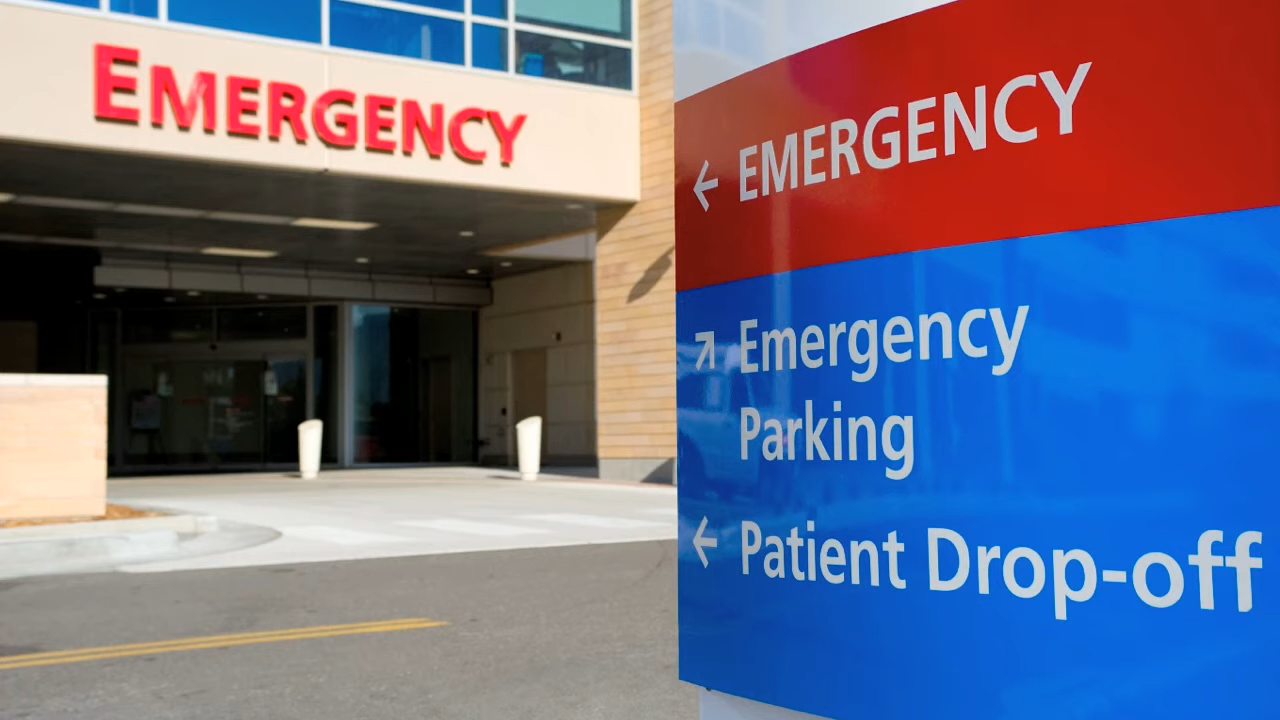 EMERGENCY
← EMERGENCY
↗ Emergency
Parking
← Patient Drop-off